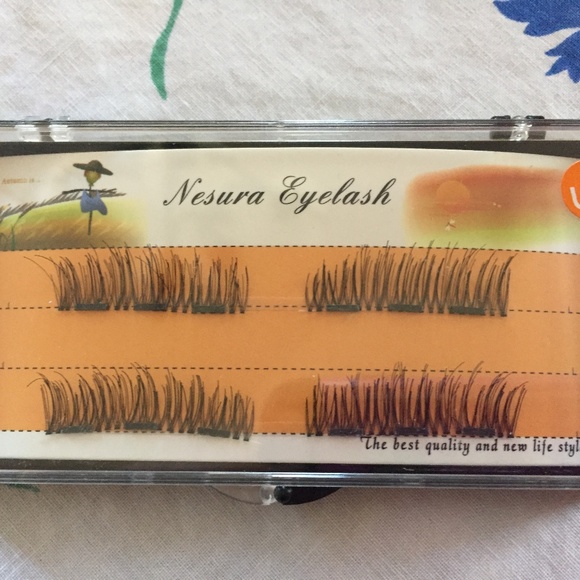 Nesura Eyelash
U
The best quality and new life styl